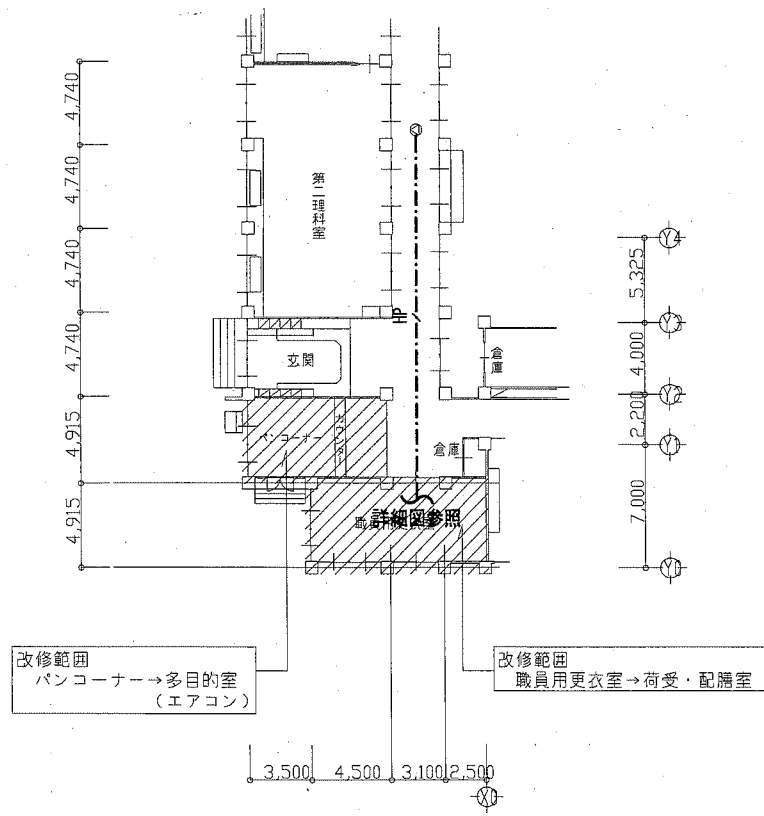 4,740
4,740
4,740
4,740
4,915
4,915
第二理科室
HP
玄関
倉庫
パンコーナー
カウンター
倉庫
詳細図参照
5,325
4,000
2,200
7,000
Y4
Y3
Y2
Y1
Y0
改修範囲
パンコーナー→多目的室
(エアコン)
改修範囲
職員用更衣室→荷受・配膳室
3,500
4,500
3,100
2,500
X0